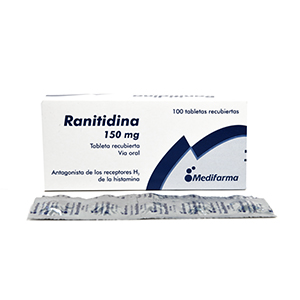 Ranitidina
150 mg
100 tabletas recubiertas
Tableta recubierta
Vía oral
Antagonista de los receptores H₂
de la histamina
Medifarma